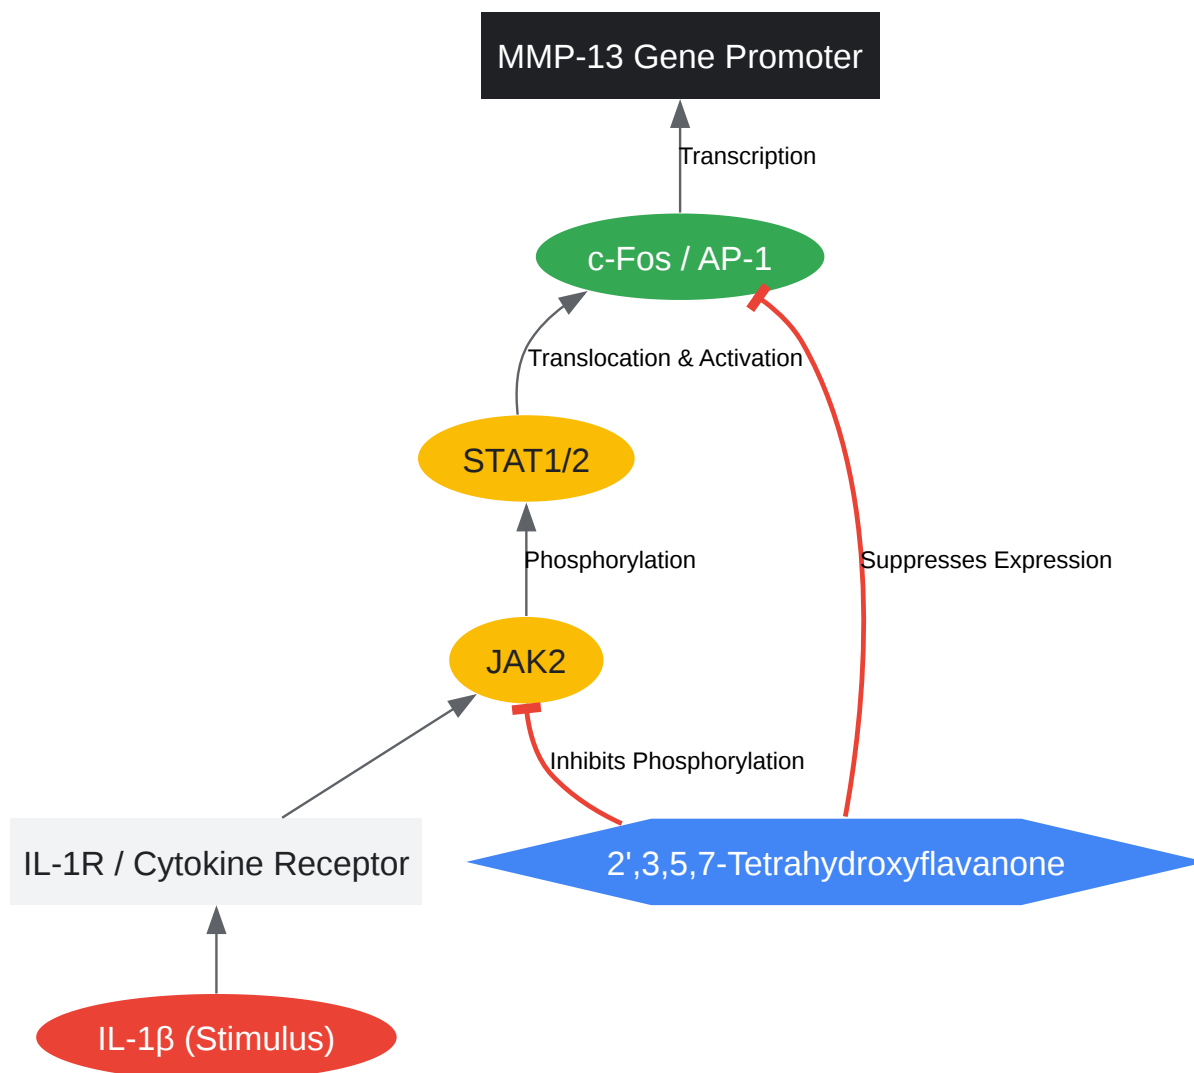 MMP-13 Gene Promoter
Transcription
c-Fos / AP-1
Translocation & Activation
STAT1/2
Phosphorylation
Suppresses Expression
JAK2
Inhibits Phosphorylation
IL-1R / Cytokine Receptor
2',3,5,7-Tetrahydroxyflavanone
IL-1β (Stimulus)